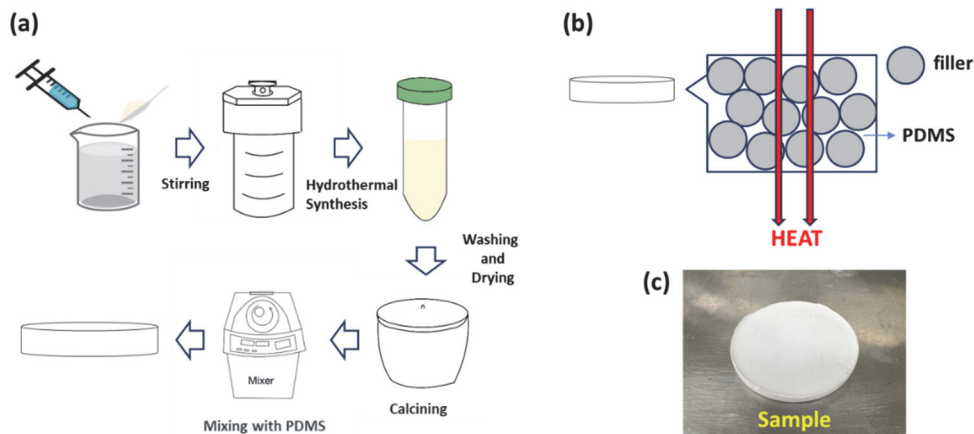 (a)
Stirring
Hydrothermal
Synthesis
Washing
and
Drying
Calcining
Mixer
Mixing with PDMS
(b)
filler
PDMS
HEAT
(c)
Sample